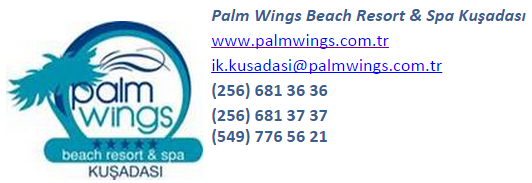 palm
wings
★★★★★
beach resort & spa
KUŞADASI
Palm Wings Beach Resort & Spa Kuşadası
www.palmwings.com.tr
ik.kusadasi@palmwings.com.tr
(256) 681 36 36
(256) 681 37 37
(549) 776 56 21